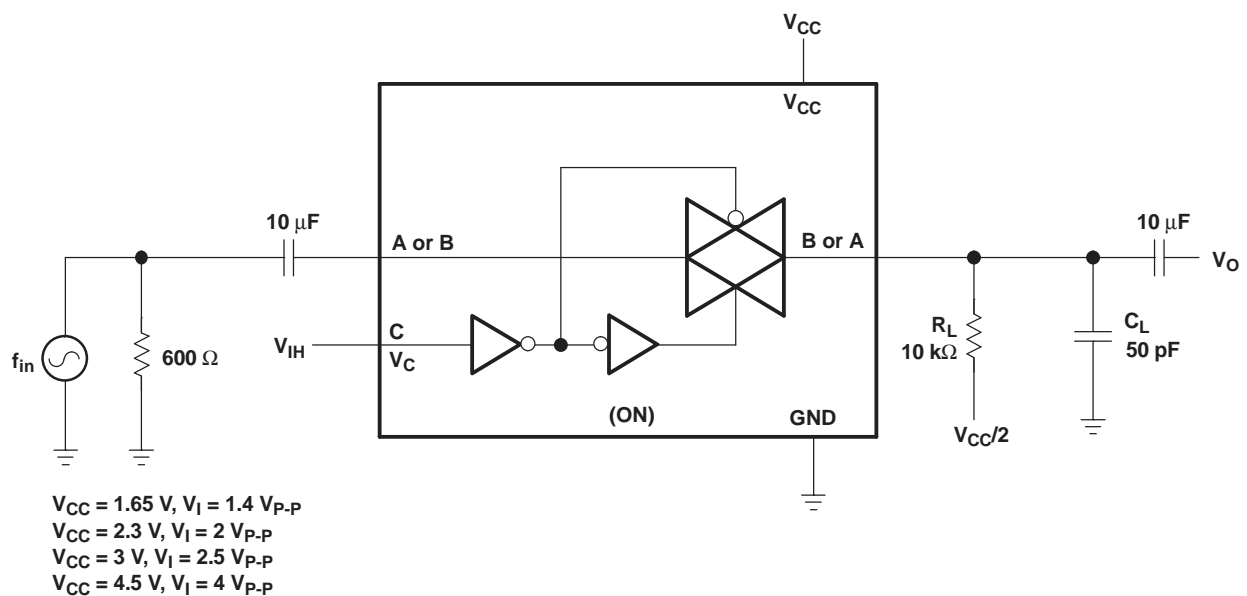 VCC
VCC
10 μF
A or B
B or A
10 μF
VO
fin
600 Ω
VIH
C
VC
RL
10 kΩ
CL
50 pF
(ON)
GND
VCC/2
VCC = 1.65 V, VI = 1.4 VP-P
VCC = 2.3 V, VI = 2 VP-P
VCC = 3 V, VI = 2.5 VP-P
VCC = 4.5 V, VI = 4 VP-P